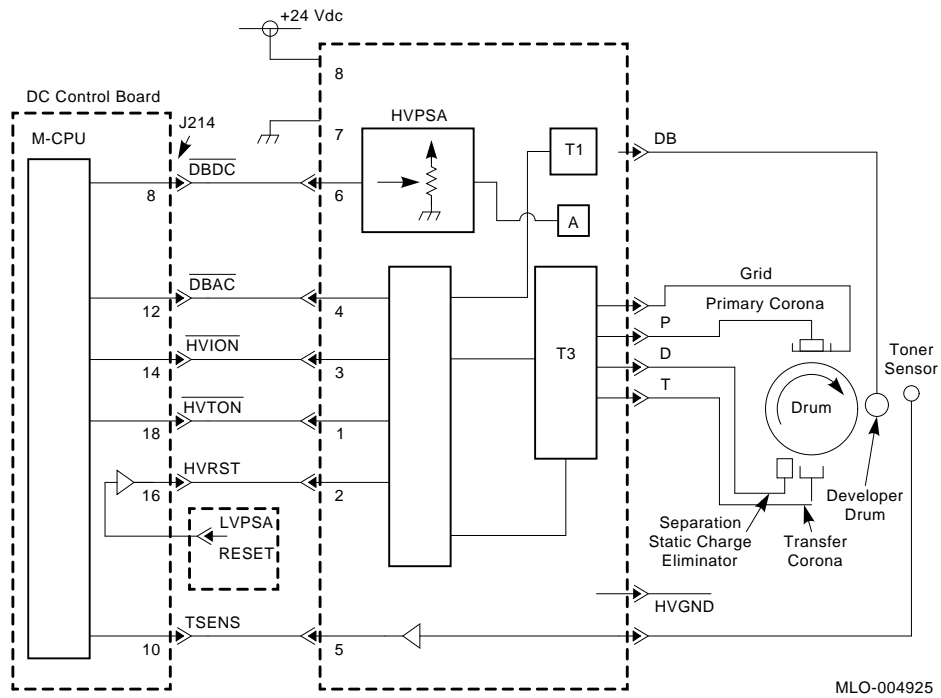 +24 Vdc
8
DC Control Board
J214
7
HVPSA
M-CPU
DB
T1
DBDC
8
6
A
Grid
DBAC
Primary Corona
12
4
P
HVION
Toner
Sensor
14
3
T3
D
T
HVTON
Drum
18
1
HVRST
16
2
LVPSA
RESET
Developer
Drum
Separation
Static Charge
Eliminator
Transfer
Corona
HVGND
TSENS
10
5
MLO-004925